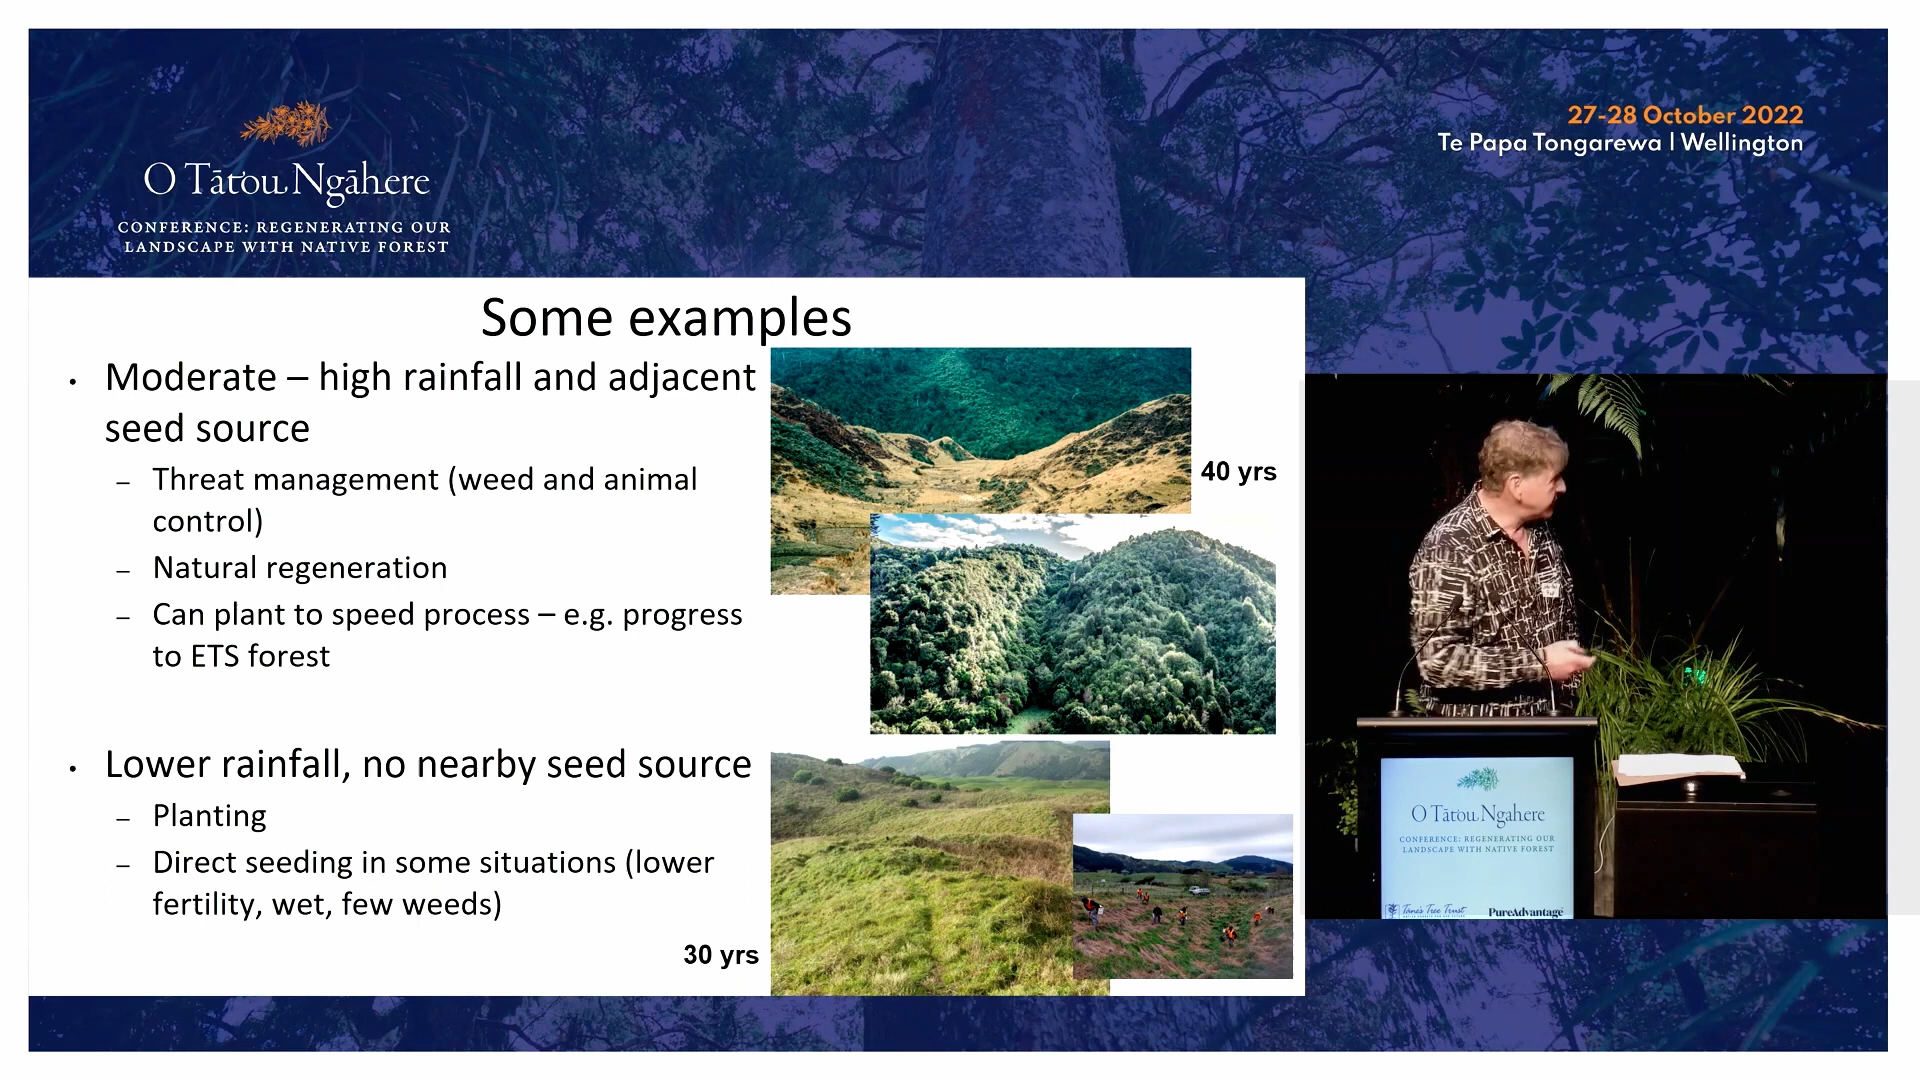 27-28 October 2022
Te Papa Tongarewa | Wellington
O Tātou Ngāhere
CONFERENCE: REGENERATING OUR
LANDSCAPE WITH NATIVE FOREST
Some examples
• Moderate – high rainfall and adjacent
seed source
– Threat management (weed and animal
control)
– Natural regeneration
– Can plant to speed process – e.g. progress
to ETS forest
40 yrs
• Lower rainfall, no nearby seed source
– Planting
– Direct seeding in some situations (lower
fertility, wet, few weeds)
30 yrs
O Tātou Ngāhere
CONFERENCE: REGENERATING OUR
LANDSCAPE WITH NATIVE FOREST
Tāne's Tree Trust
PureAdvantage